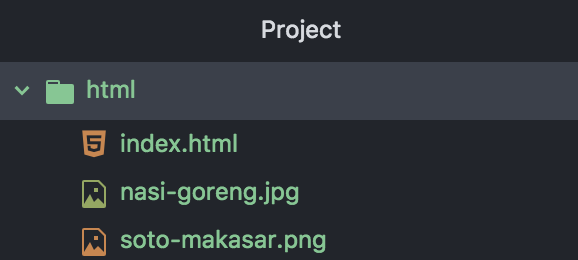 Project
html
index.html
nasi-goreng.jpg
soto-makasar.png